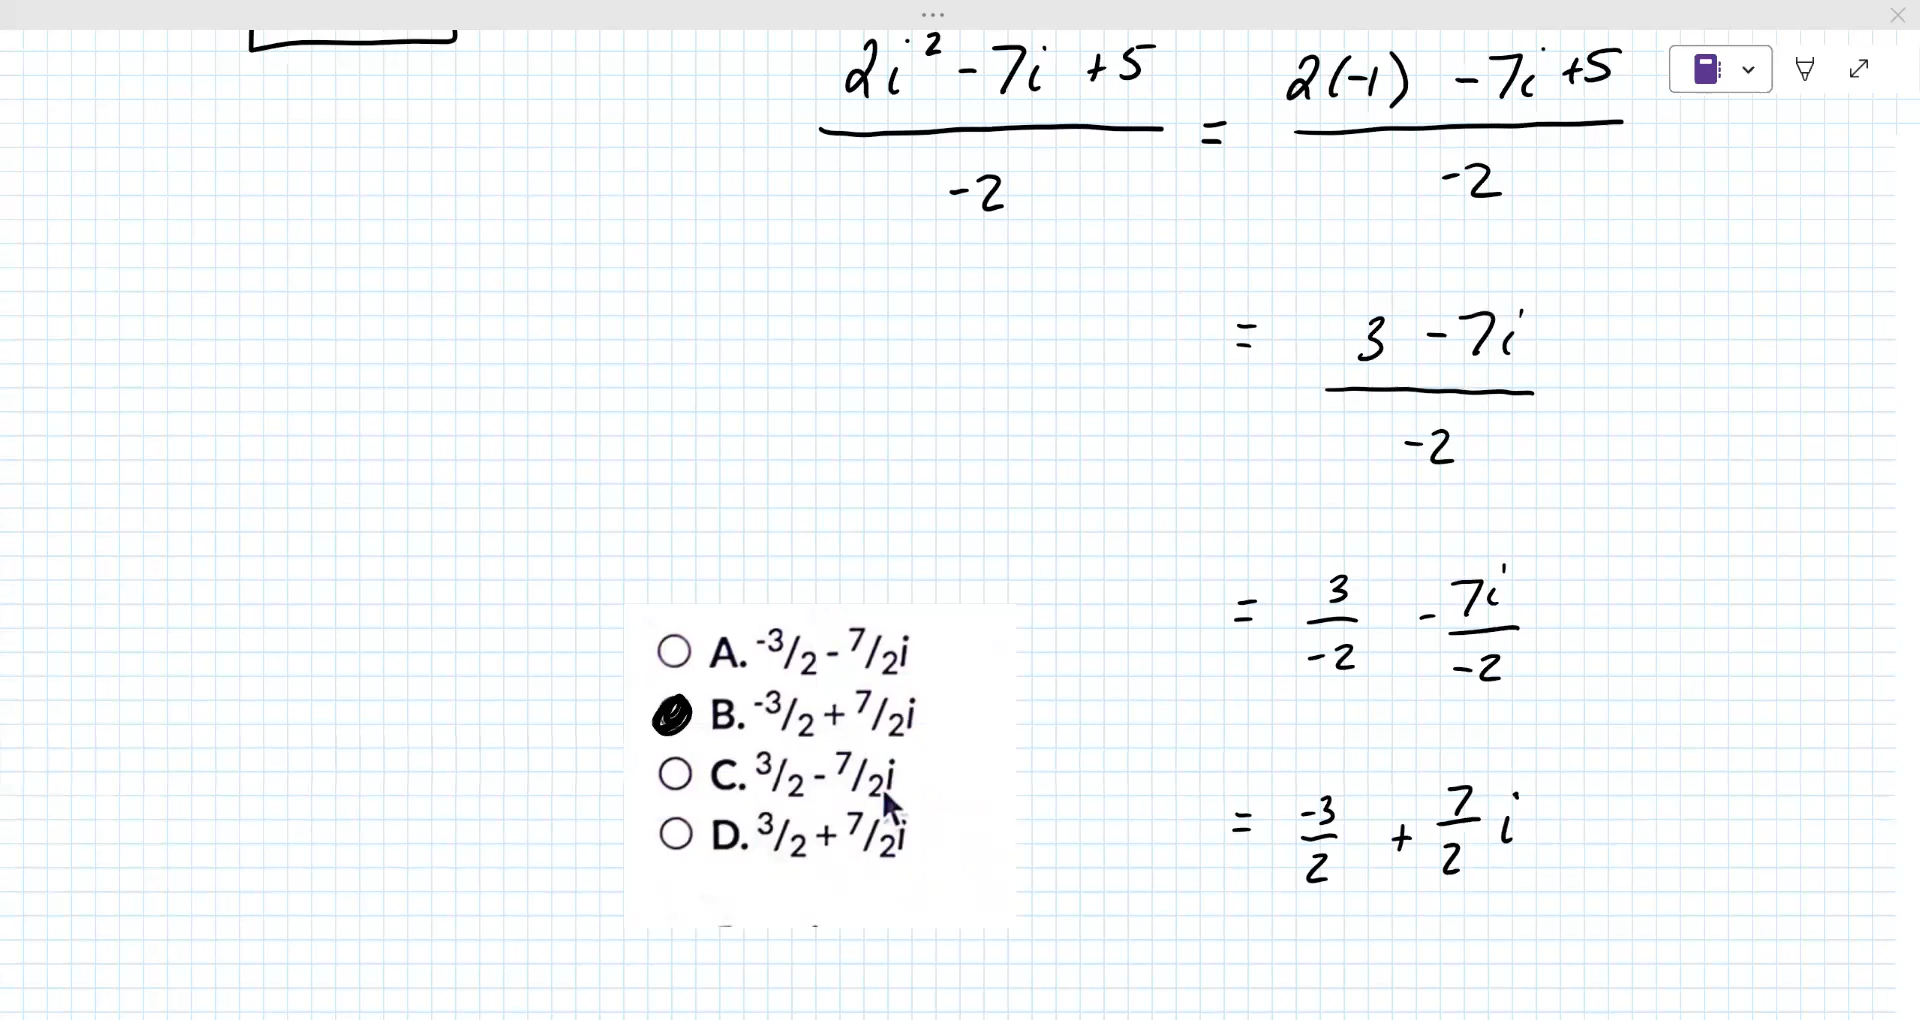 2i² - 7i + 5 / -2 = 2(-1) - 7i + 5 / -2
= 3 - 7i / -2
= 3/-2 - 7i/-2
A. -3/2 - 7/2i
B. -3/2 + 7/2i
C. 3/2 - 7/2i
D. 3/2 + 7/2i
= -3/2 + 7/2 i